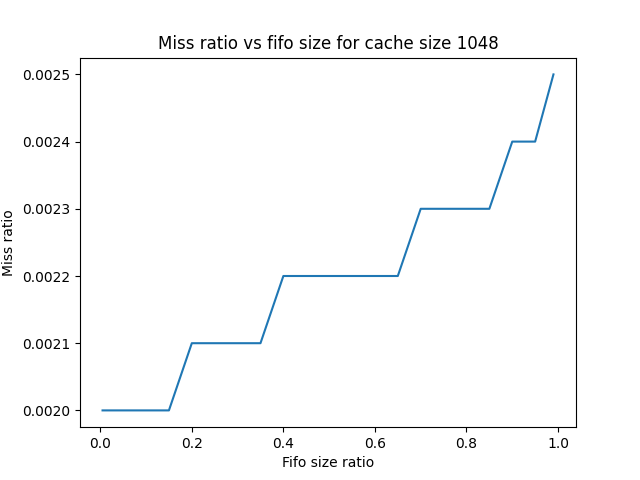 Miss ratio vs fifo size for cache size 1048
0.0025
0.0024
0.0023
0.0022
0.0021
0.0020
Miss ratio
0.0 0.2 0.4 0.6 0.8 1.0
Fifo size ratio